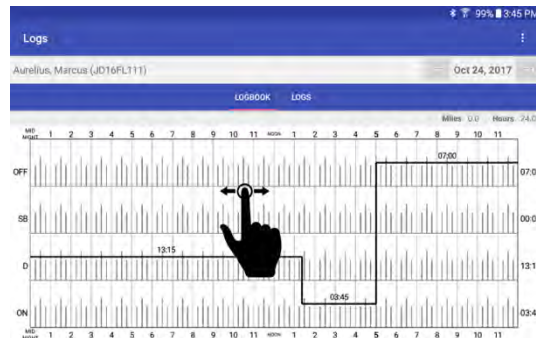 99% 3:45 PM
Logs
Aurelius, Marcus (JD16FL111)
Oct 24, 2017
LOGBOOK LOGS
Miles 0.0 Hours 24.0
MID NIGHT 1 2 3 4 5 6 7 8 9 10 11 NOON 1 2 3 4 5 6 7 8 9 10 11
07:00
OFF 07:0
SB 00:0
13:15
D 13:1
03:45
ON 03:4
MID 1 2 3 4 5 6 7 8 9 10 11 NOON 1 2 3 4 5 6 7 8 9 10 11